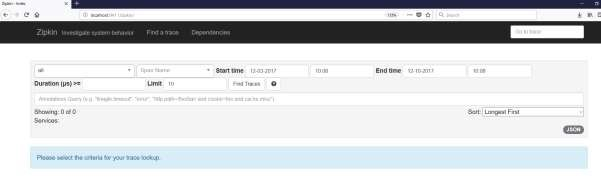 Zipkin - Index
localhost:9411/zipkin/
Search
Zipkin Investigate system behavior Find a trace Dependencies Go to trace
all Span Name Start time 12-03-2017 10:08 End time 12-10-2017 10:08
Duration (μs) >= Limit 10 Find Traces
Annotations Query (e.g. "finagle.timeout", "error", "http.path=/foo/bar/ and cluster=foo and cache.miss")
Showing: 0 of 0 Sort: Longest First
Services:
JSON
Please select the criteria for your trace lookup.